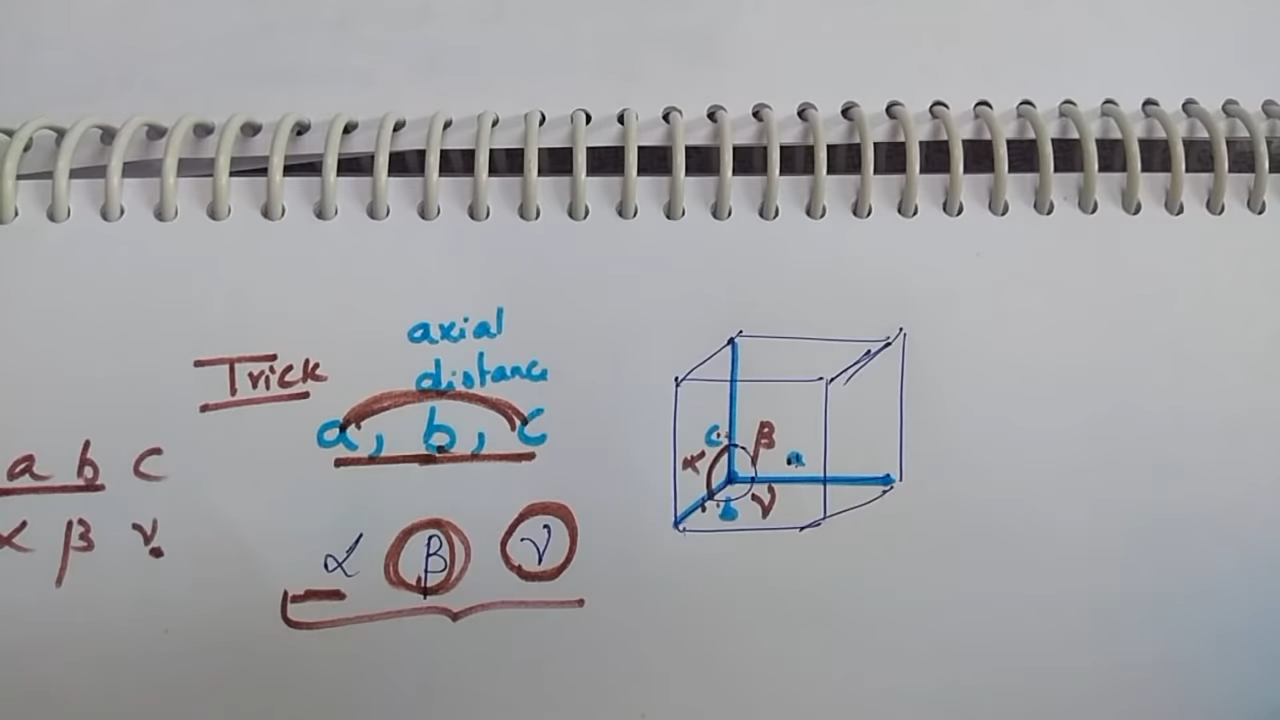 axial
distance
Trick
a, b, c
a b c
α β γ
α β γ
c β
α a
b γ